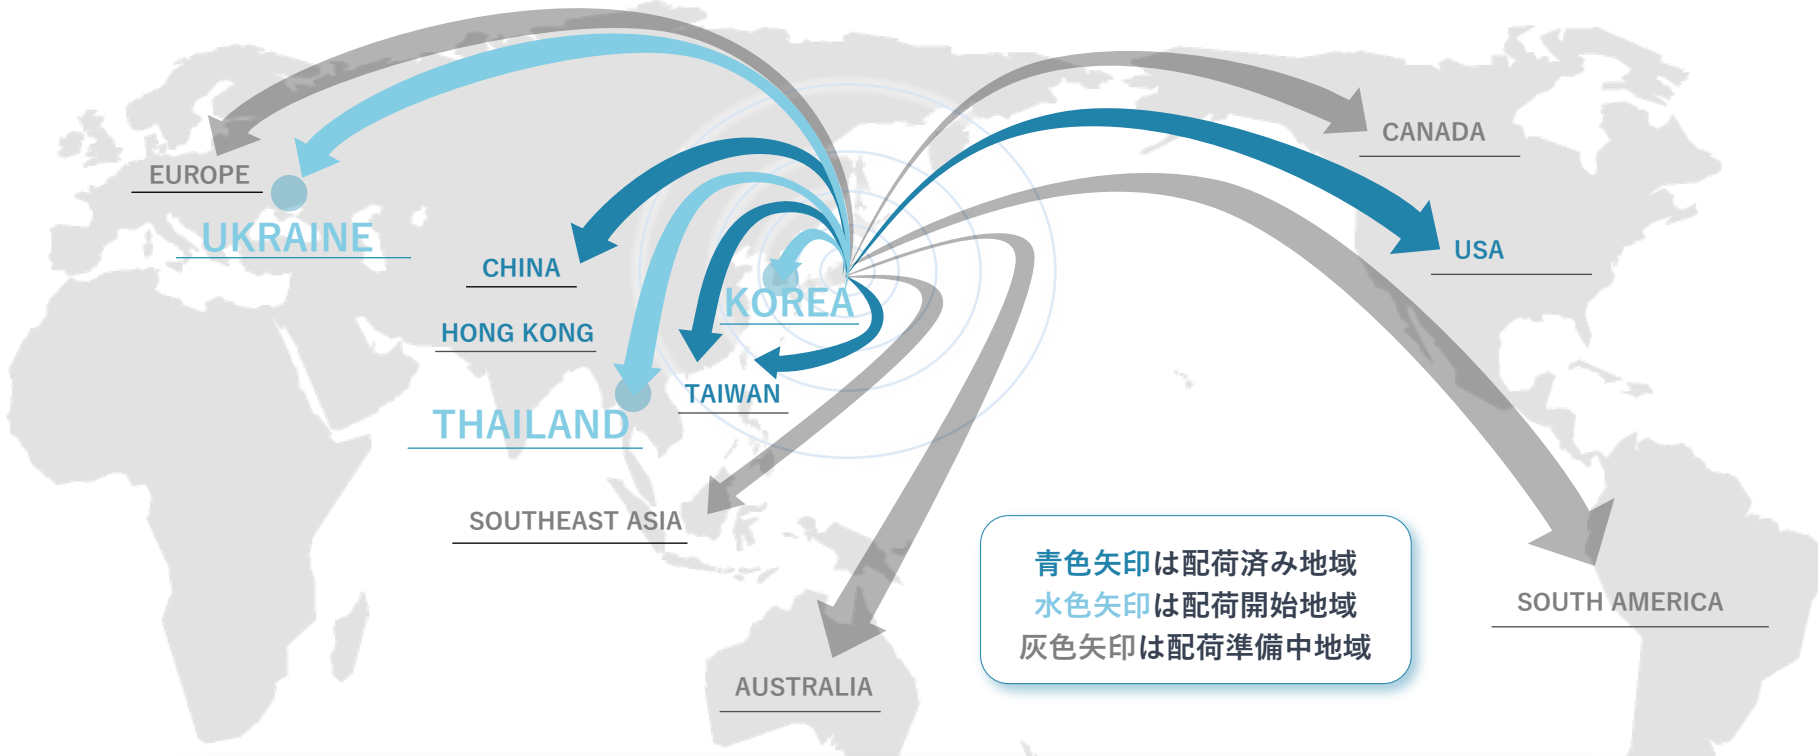 EUROPE
UKRAINE
CHINA
HONG KONG
KOREA
THAILAND
TAIWAN
SOUTHEAST ASIA
AUSTRALIA
CANADA
USA
SOUTH AMERICA
青色矢印は配荷済み地域
水色矢印は配荷開始地域
灰色矢印は配荷準備中地域